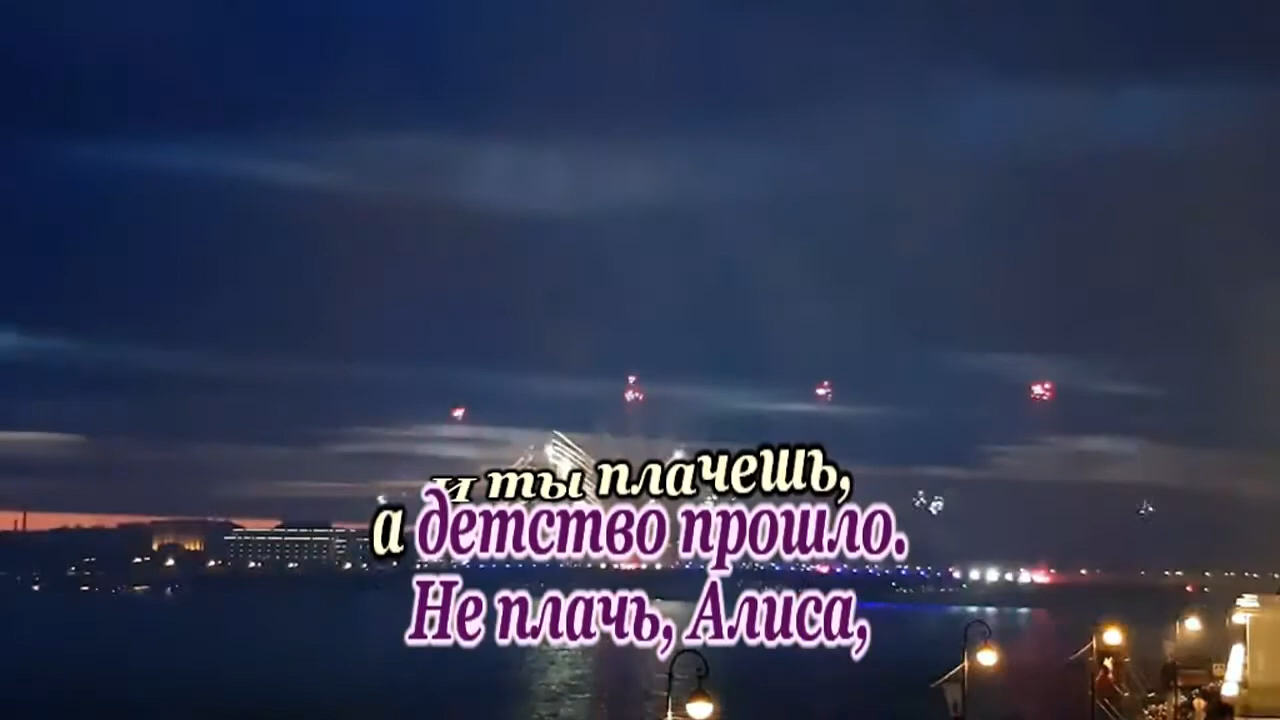 и ты плачешь,
а детство прошло.
Не плачь, Алиса,